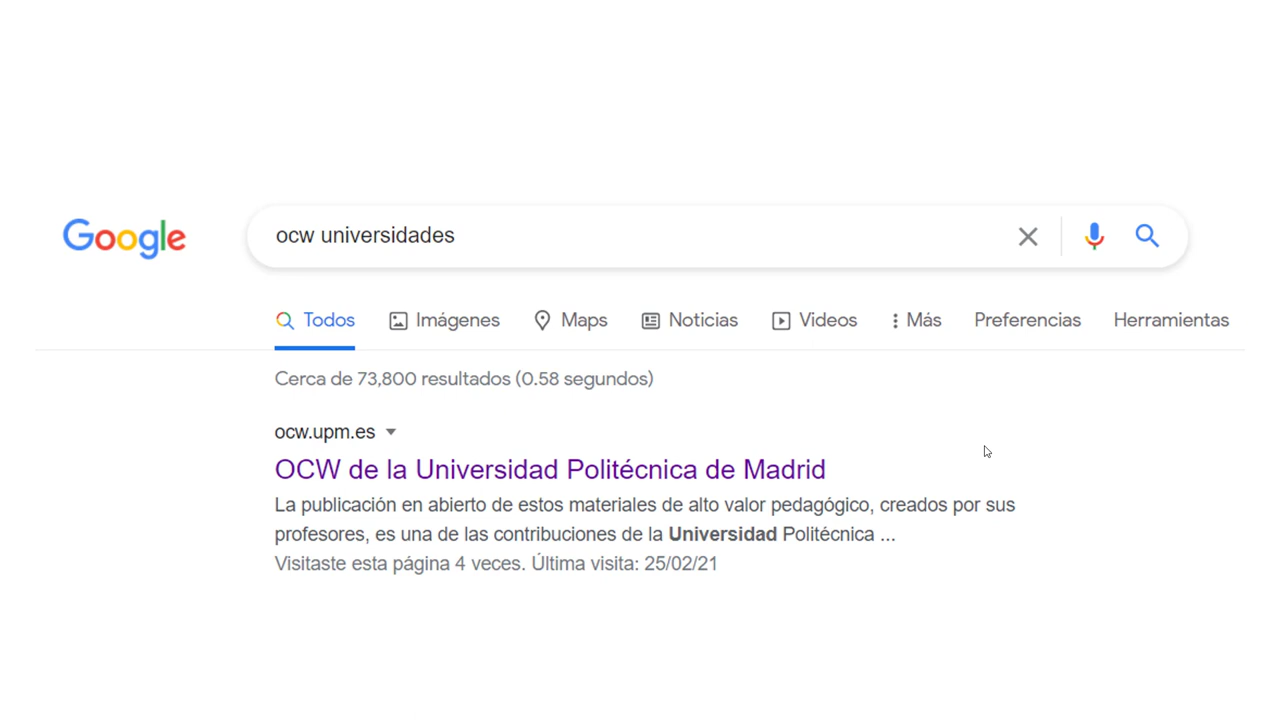 Google
ocw universidades
Todos Imágenes Maps Noticias Videos Más Preferencias Herramientas
Cerca de 73,800 resultados (0.58 segundos)
ocw.upm.es
OCW de la Universidad Politécnica de Madrid
La publicación en abierto de estos materiales de alto valor pedagógico, creados por sus
profesores, es una de las contribuciones de la Universidad Politécnica ...
Visitaste esta página 4 veces. Última visita: 25/02/21